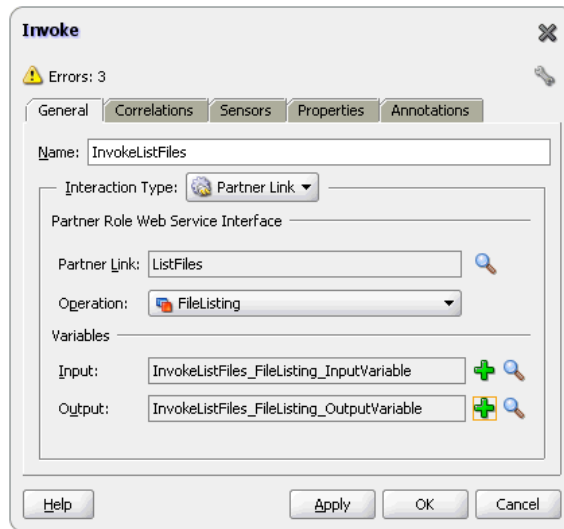 Invoke
Errors: 3
General Correlations Sensors Properties Annotations
Name: InvokeListFiles
Interaction Type: Partner Link
Partner Role Web Service Interface
Partner Link: ListFiles
Operation: FileListing
Variables
Input: InvokeListFiles_FileListing_InputVariable
Output: InvokeListFiles_FileListing_OutputVariable
Help Apply OK Cancel